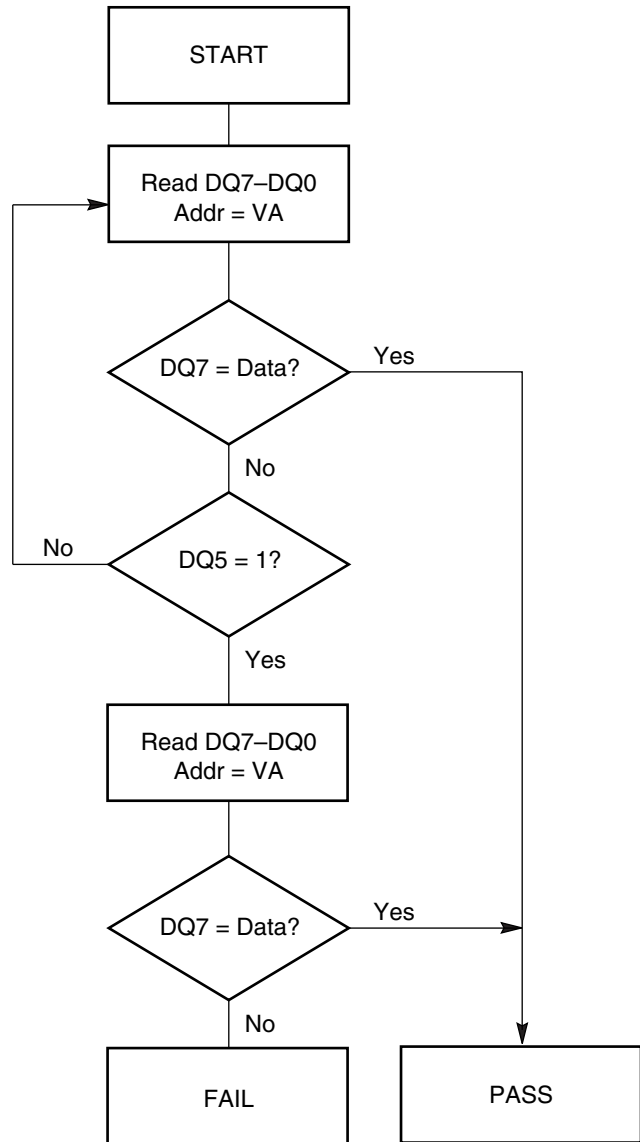 START
Read DQ7–DQ0
Addr = VA
DQ7 = Data?
Yes
No
No
DQ5 = 1?
Yes
Read DQ7–DQ0
Addr = VA
DQ7 = Data?
Yes
No
FAIL
PASS